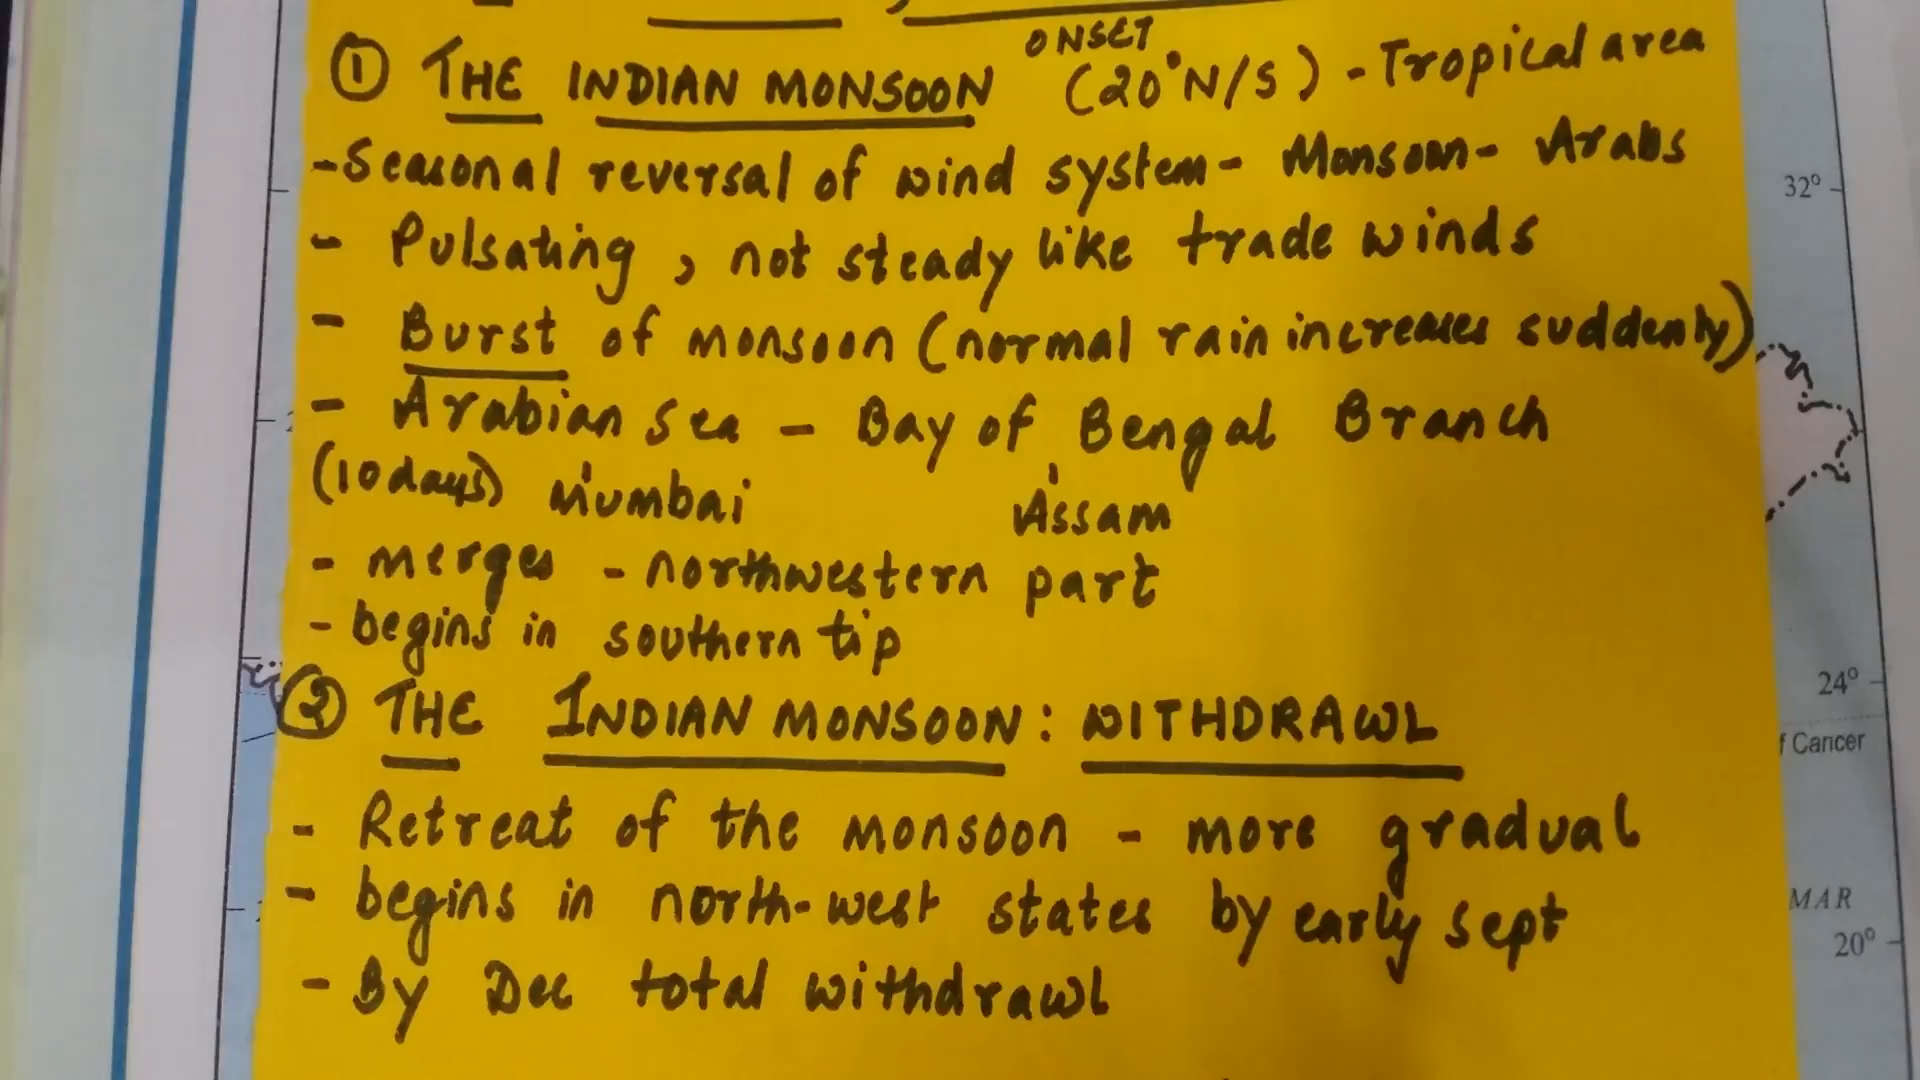 ONSET
① THE INDIAN MONSOON (20°N/S) - Tropical area
- Seasonal reversal of wind system - Monsoon - Arabs
- Pulsating, not steady like trade winds
- Burst of monsoon (normal rain increases suddenly)
- Arabian Sea - Bay of Bengal Branch
(10 days) Mumbai Assam
- merges - northwestern part
- begins in southern tip
② THE INDIAN MONSOON: WITHDRAWL
- Retreat of the monsoon - more gradual
- begins in north-west states by early sept
- By Dec total withdrawl
32°
24°
f Cancer
MAR
20°